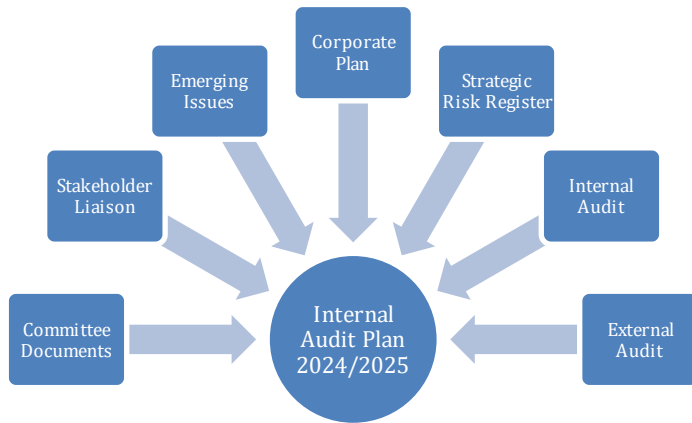 Corporate
Plan
Emerging
Issues
Strategic
Risk Register
Stakeholder
Liaison
Internal
Audit
Committee
Documents
Internal
Audit Plan
2024/2025
External
Audit